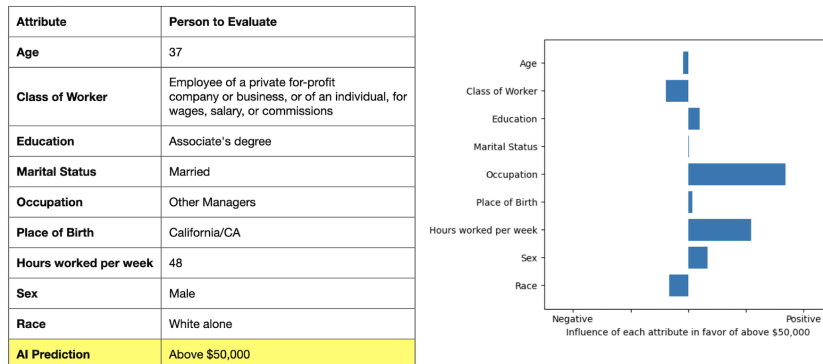 Attribute Person to Evaluate
Age 37
Class of Worker Employee of a private for-profit
company or business, or of an individual, for
wages, salary, or commissions
Education Associate's degree
Marital Status Married
Occupation Other Managers
Place of Birth California/CA
Hours worked per week 48
Sex Male
Race White alone
AI Prediction Above $50,000
Age
Class of Worker
Education
Marital Status
Occupation
Place of Birth
Hours worked per week
Sex
Race
Negative Positive
Influence of each attribute in favor of above $50,000